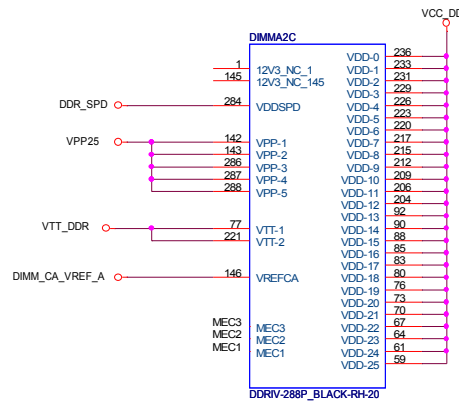 VCC_DD
DIMMA2C
1 12V3_NC_1 VDD-0 236
145 12V3_NC_145 VDD-1 233
VDD-2 231
VDD-3 229
DDR_SPD 284 VDDSPD VDD-4 226
VDD-5 223
VDD-6 220
VPP25 142 VPP-1 VDD-7 217
143 VPP-2 VDD-8 215
286 VPP-3 VDD-9 212
287 VPP-4 VDD-10 209
288 VPP-5 VDD-11 206
VDD-12 204
VDD-13 92
VTT_DDR 77 VTT-1 VDD-14 90
221 VTT-2 VDD-15 88
VDD-16 85
VDD-17 83
DIMM_CA_VREF_A 146 VREFCA VDD-18 80
VDD-19 76
VDD-20 73
VDD-21 70
MEC3 MEC3 VDD-22 67
MEC2 MEC2 VDD-23 64
MEC1 MEC1 VDD-24 61
VDD-25 59
DDRIV-288P_BLACK-RH-20